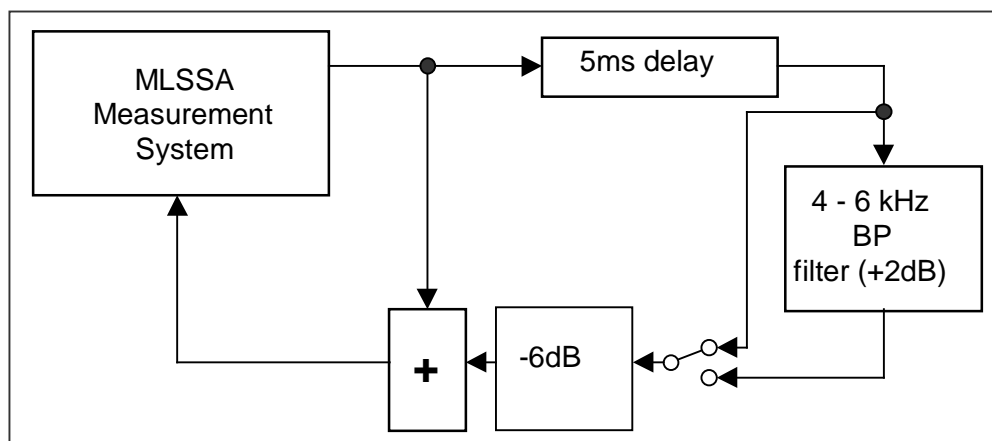 MLSSA
Measurement
System
5ms delay
4 - 6 kHz
BP
filter (+2dB)
-6dB
+